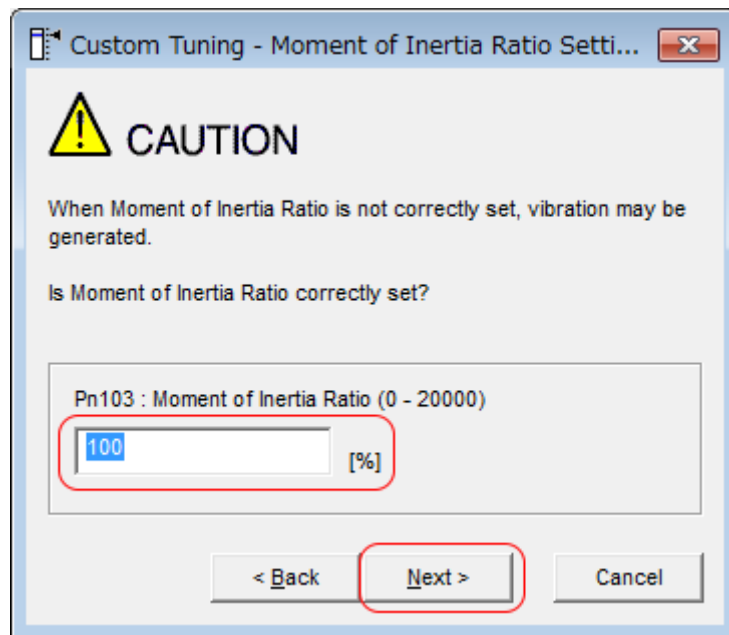 Custom Tuning - Moment of Inertia Ratio Setti...
CAUTION
When Moment of Inertia Ratio is not correctly set, vibration may be
generated.
Is Moment of Inertia Ratio correctly set?
Pn103 : Moment of Inertia Ratio (0 - 20000)
100
[%]
< Back
Next >
Cancel